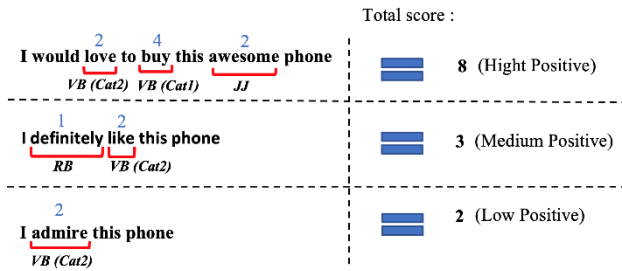 Total score :
2 4 2
I would love to buy this awesome phone
VB (Cat2) VB (Cat1) JJ
8 (Hight Positive)
1 2
I definitely like this phone
RB VB (Cat2)
3 (Medium Positive)
2
I admire this phone
VB (Cat2)
2 (Low Positive)